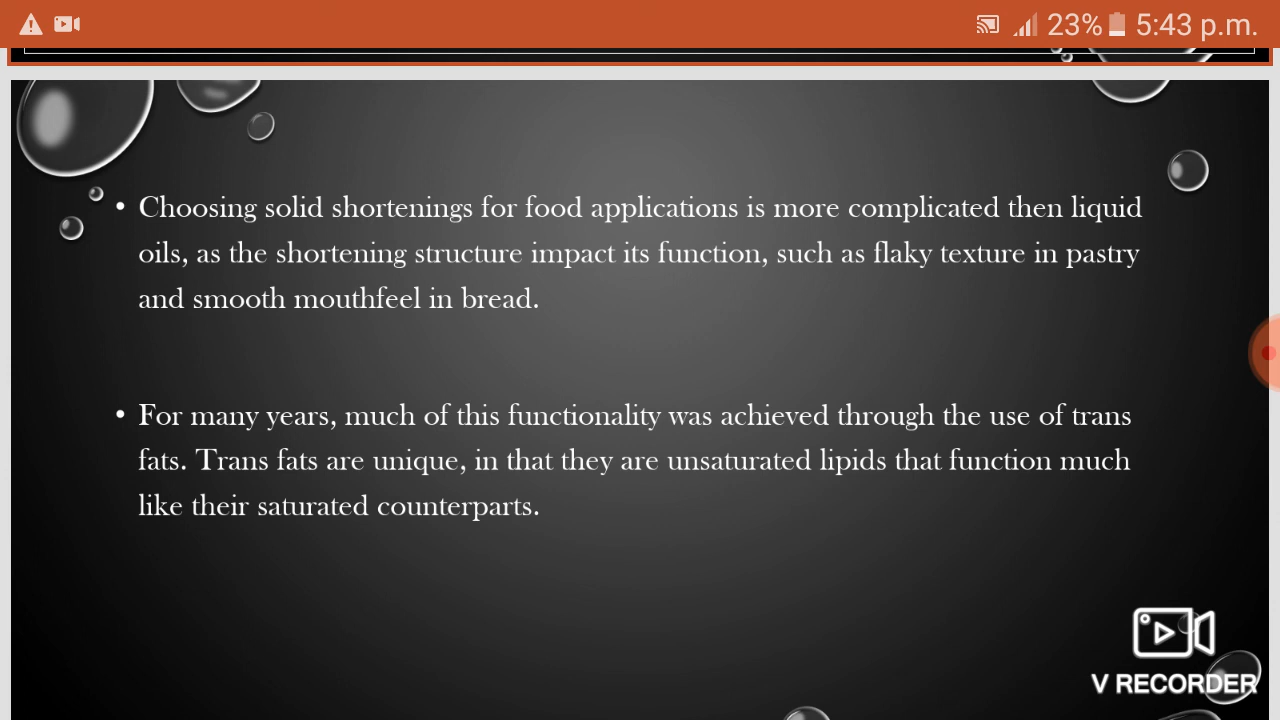 23% 5:43 p.m.
• Choosing solid shortenings for food applications is more complicated then liquid
oils, as the shortening structure impact its function, such as flaky texture in pastry
and smooth mouthfeel in bread.
• For many years, much of this functionality was achieved through the use of trans
fats. Trans fats are unique, in that they are unsaturated lipids that function much
like their saturated counterparts.
V RECORDER